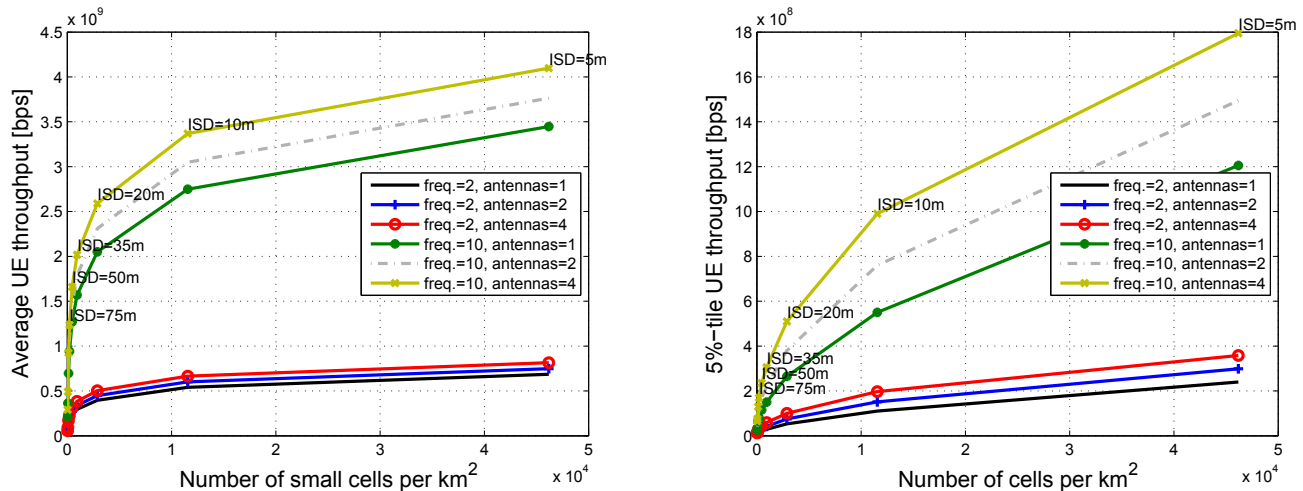 x 10^9
4.5
4
3.5
3
2.5
2
1.5
1
0.5
0
Average UE throughput [bps]
ISD=5m
ISD=10m
ISD=20m
ISD=35m
ISD=50m
ISD=75m
freq.=2, antennas=1
freq.=2, antennas=2
freq.=2, antennas=4
freq.=10, antennas=1
freq.=10, antennas=2
freq.=10, antennas=4
0 1 2 3 4 5
x 10^4
Number of small cells per km^2
x 10^8
18
16
14
12
10
8
6
4
2
0
5%-tile UE throughput [bps]
ISD=5m
ISD=10m
ISD=20m
ISD=35m
ISD=50m
ISD=75m
freq.=2, antennas=1
freq.=2, antennas=2
freq.=2, antennas=4
freq.=10, antennas=1
freq.=10, antennas=2
freq.=10, antennas=4
0 1 2 3 4 5
x 10^4
Number of cells per km^2